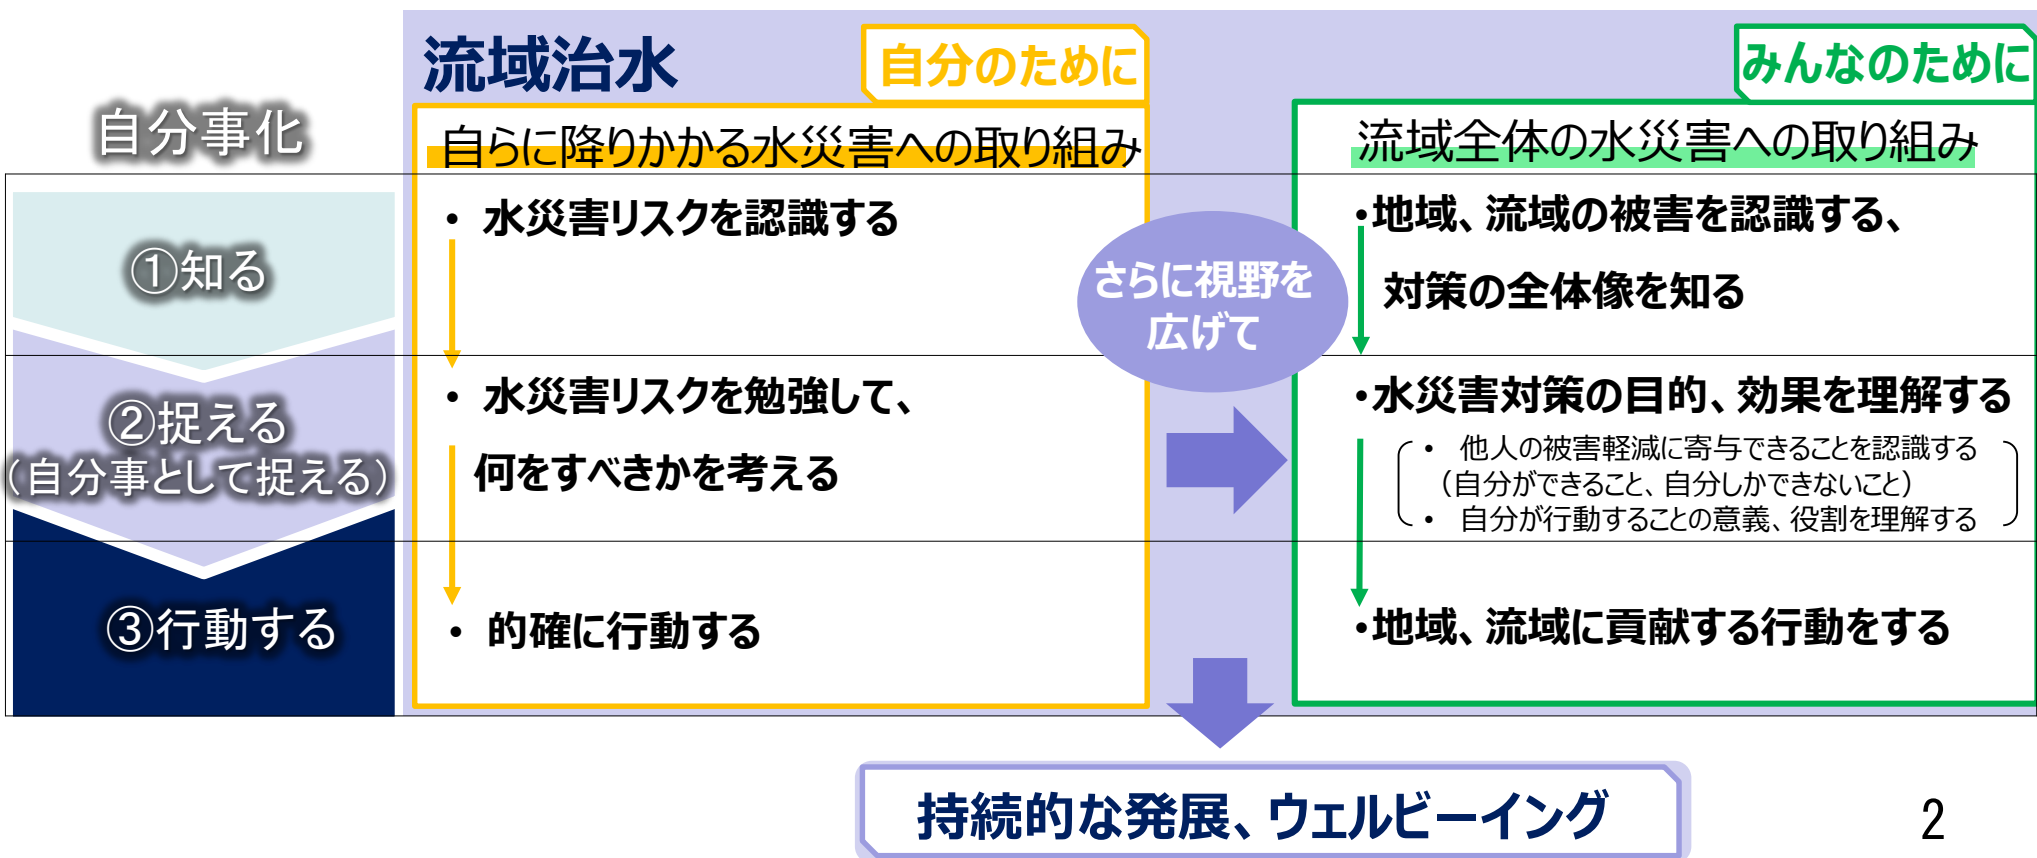 流域治水
自分のために
みんなのために
自分事化
自らに降りかかる水災害への取り組み
流域全体の水災害への取り組み
①知る
・ 水災害リスクを認識する
さらに視野を
広げて
・地域、流域の被害を認識する、
対策の全体像を知る
②捉える
（自分事として捉える）
・ 水災害リスクを勉強して、
何をすべきかを考える
・水災害対策の目的、効果を理解する
・ 他人の被害軽減に寄与できることを認識する
（自分ができること、自分しかできないこと）
・ 自分が行動することの意義、役割を理解する
③行動する
・ 的確に行動する
・地域、流域に貢献する行動をする
持続的な発展、ウェルビーイング
2